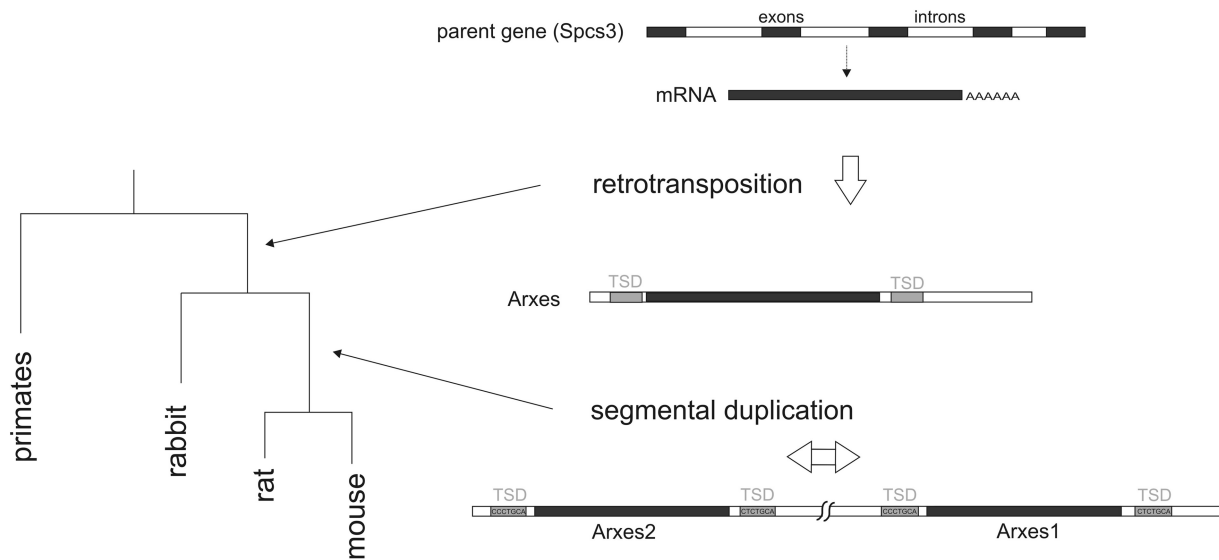 exons introns
parent gene (Spcs3)
mRNA AAAAAA
retrotransposition
TSD TSD
Arxes
segmental duplication
primates
rabbit
rat
mouse
TSD TSD TSD TSD
CCCTGCA CTCTGCA CCCTGCA CTCTGCA
Arxes2 Arxes1